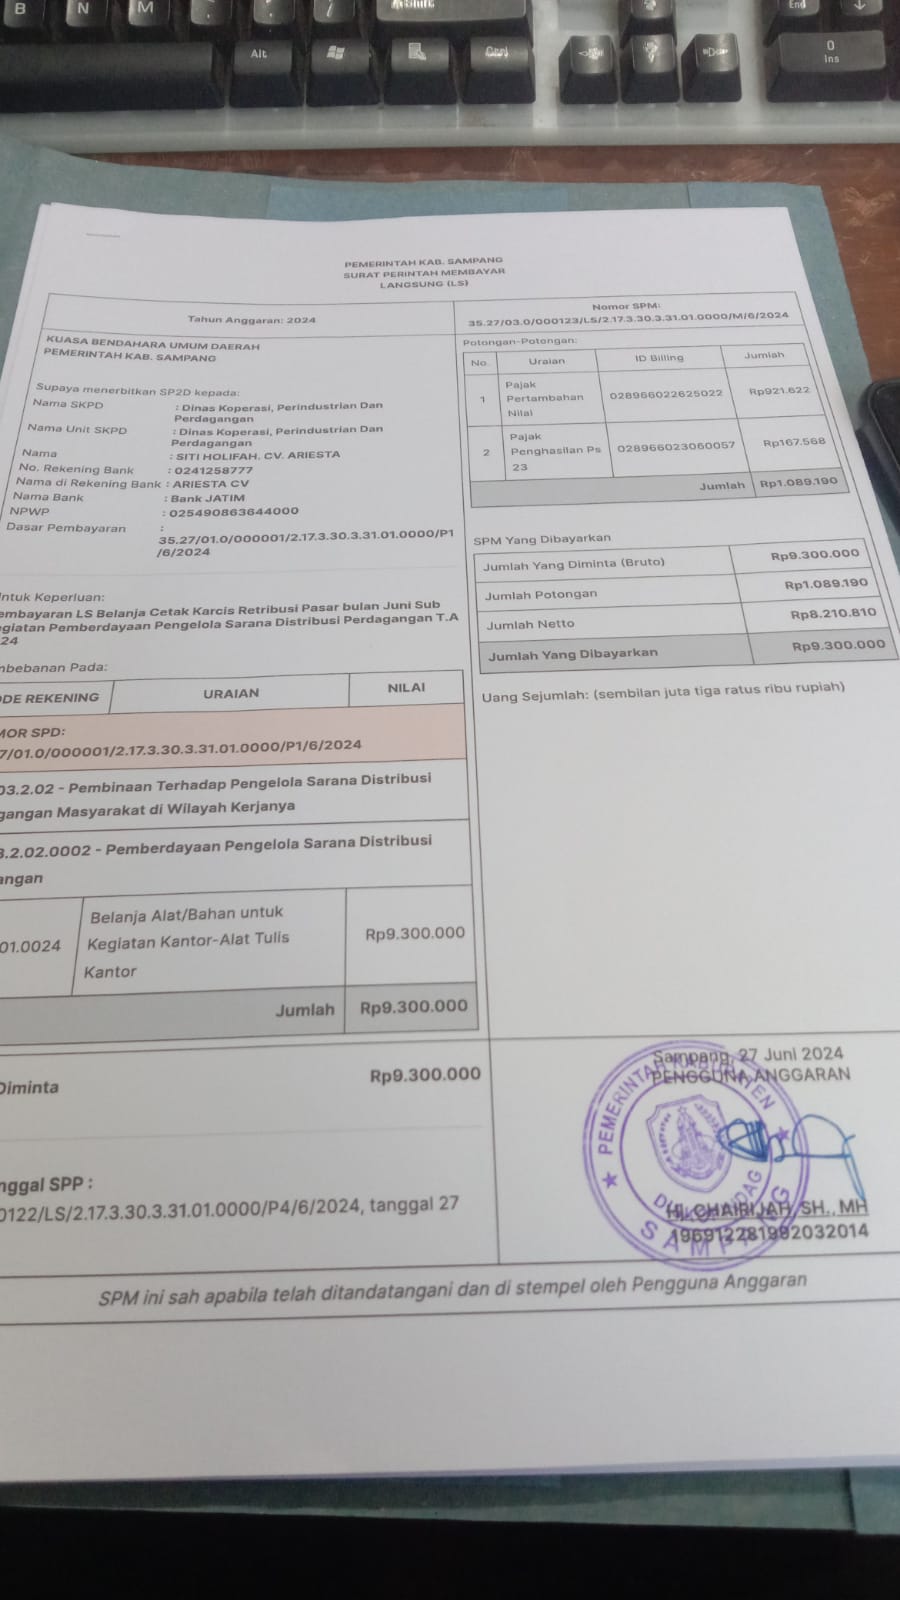 B
N
M
Shift
End
Alt
Ctrl
0
Ins
PEMERINTAH KAB. SAMPANG
SURAT PERINTAH MEMBAYAR
LANGSUNG (LS)
Tahun Anggaran: 2024
Nomor SPM:
35.27/03.0/000123/LS/2.17.3.30.3.31.01.0000/M/6/2024
KUASA BENDAHARA UMUM DAERAH
PEMERINTAH KAB. SAMPANG
Supaya menerbitkan SP2D kepada:
Nama SKPD : Dinas Koperasi, Perindustrian Dan
Perdagangan
Nama Unit SKPD : Dinas Koperasi, Perindustrian Dan
Perdagangan
Nama : SITI HOLIFAH. CV. ARIESTA
No. Rekening Bank : 0241258777
Nama di Rekening Bank : ARIESTA CV
Nama Bank : Bank JATIM
NPWP : 025490863644000
Dasar Pembayaran :
35.27/01.0/000001/2.17.3.30.3.31.01.0000/P1
/6/2024
ntuk Keperluan:
embayaran LS Belanja Cetak Karcis Retribusi Pasar bulan Juni Sub
egiatan Pemberdayaan Pengelola Sarana Distribusi Perdagangan T.A
24
mbebanan Pada:
ODE REKENING URAIAN NILAI
MOR SPD:
7/01.0/000001/2.17.3.30.3.31.01.0000/P1/6/2024
03.2.02 - Pembinaan Terhadap Pengelola Sarana Distribusi
gangan Masyarakat di Wilayah Kerjanya
3.2.02.0002 - Pemberdayaan Pengelola Sarana Distribusi
angan
01.0024
Belanja Alat/Bahan untuk
Kegiatan Kantor-Alat Tulis
Kantor
Rp9.300.000
Jumlah Rp9.300.000
Diminta Rp9.300.000
nggal SPP :
0122/LS/2.17.3.30.3.31.01.0000/P4/6/2024, tanggal 27
Potongan-Potongan:
No. Uraian ID Billing Jumlah
1 Pajak
Pertambahan
Nilai
028966022625022 Rp921.622
2 Pajak
Penghasilan Ps
23
028966023060057 Rp167.568
Jumlah Rp1.089.190
SPM Yang Dibayarkan
Jumlah Yang Diminta (Bruto) Rp9.300.000
Jumlah Potongan Rp1.089.190
Jumlah Netto Rp8.210.810
Jumlah Yang Dibayarkan Rp9.300.000
Uang Sejumlah: (sembilan juta tiga ratus ribu rupiah)
Sampang, 27 Juni 2024
PENGGUNA ANGGARAN
PEMERINTAH KABUPATEN
SAMPANG
Hj. CHAIRIJAH, SH., MH
196912281992032014
SPM ini sah apabila telah ditandatangani dan di stempel oleh Pengguna Anggaran